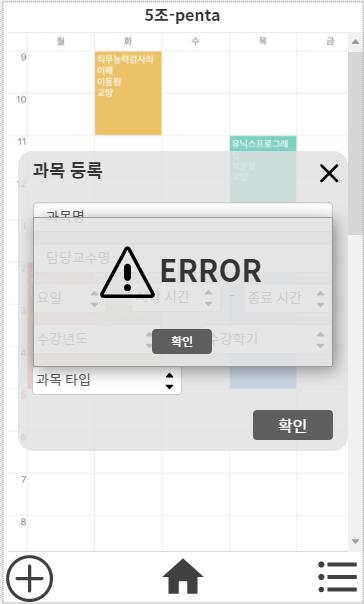 5조-penta
월 화 수 목 금
9
직무능력검사의
이해
이동원
교양
10
11
유닉스프로그래
밍
12
과목 등록
과목명
1
담당교수명
ERROR
2
요일 시작 시간 - 종료 시간
3
수강년도 수강학기
확인
4
과목 타입
5
확인
6
7
8